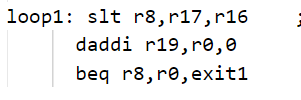 loop1: slt r8,r17,r16 ;
daddi r19,r0,0
beq r8,r0,exit1